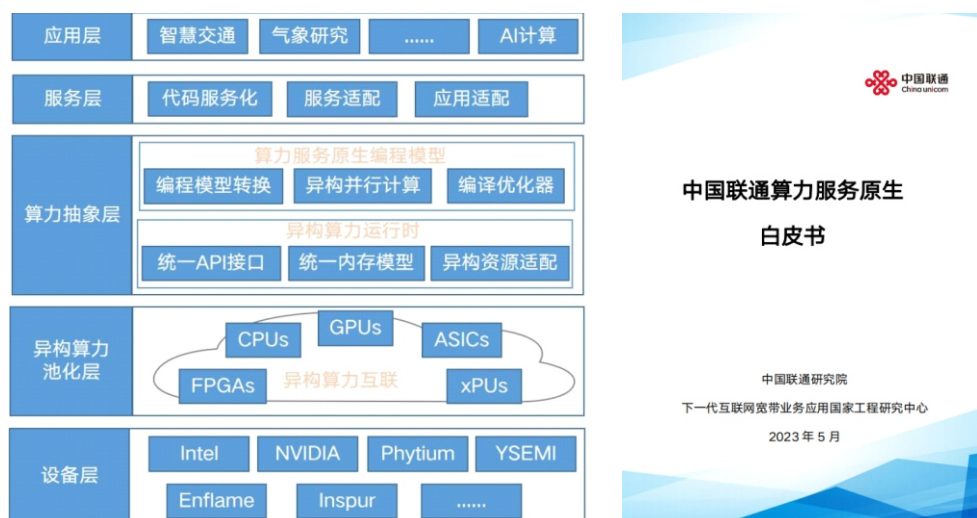 应用层
智慧交通 气象研究 ...... AI计算
服务层
代码服务化 服务适配 应用适配
算力抽象层
算力服务原生编程模型
编程模型转换 异构并行计算 编译优化器
异构算力运行时
统一API接口 统一内存模型 异构资源适配
异构算力
池化层
CPUs GPUs ASICs
FPGAs 异构算力互联 xPUs
设备层
Intel NVIDIA Phytium YSEMI
Enflame Inspur ......
中国联通
China unicom
中国联通算力服务原生
白皮书
中国联通研究院
下一代互联网宽带业务应用国家工程研究中心
2023 年 5 月